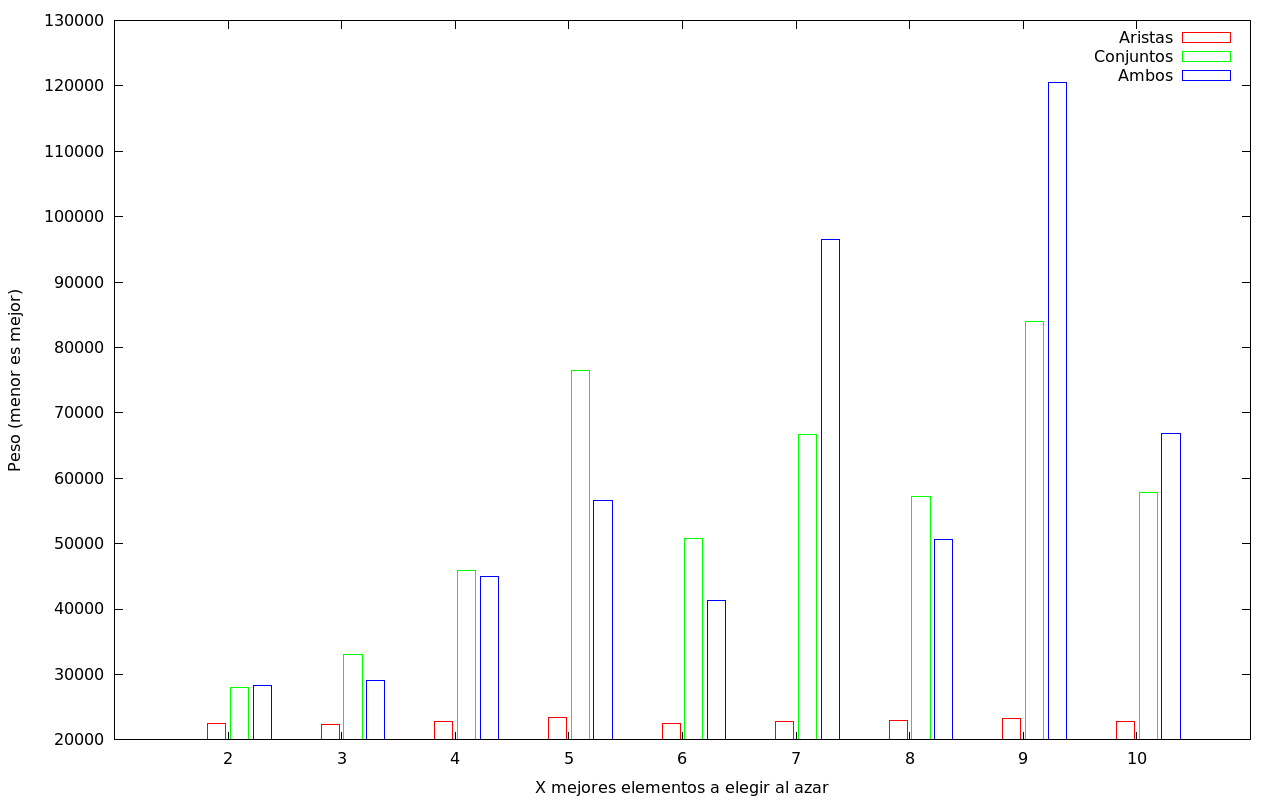 130000
120000
110000
100000
90000
80000
70000
60000
50000
40000
30000
20000
Peso (menor es mejor)
Aristas
Conjuntos
Ambos
2 3 4 5 6 7 8 9 10
X mejores elementos a elegir al azar